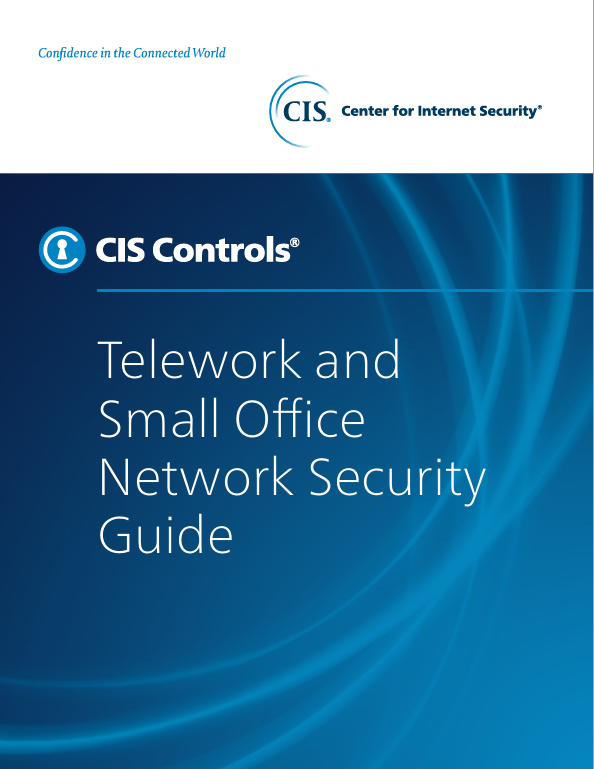 Confidence in the Connected World
CIS® Center for Internet Security®
CIS Controls®
Telework and
Small Office
Network Security
Guide